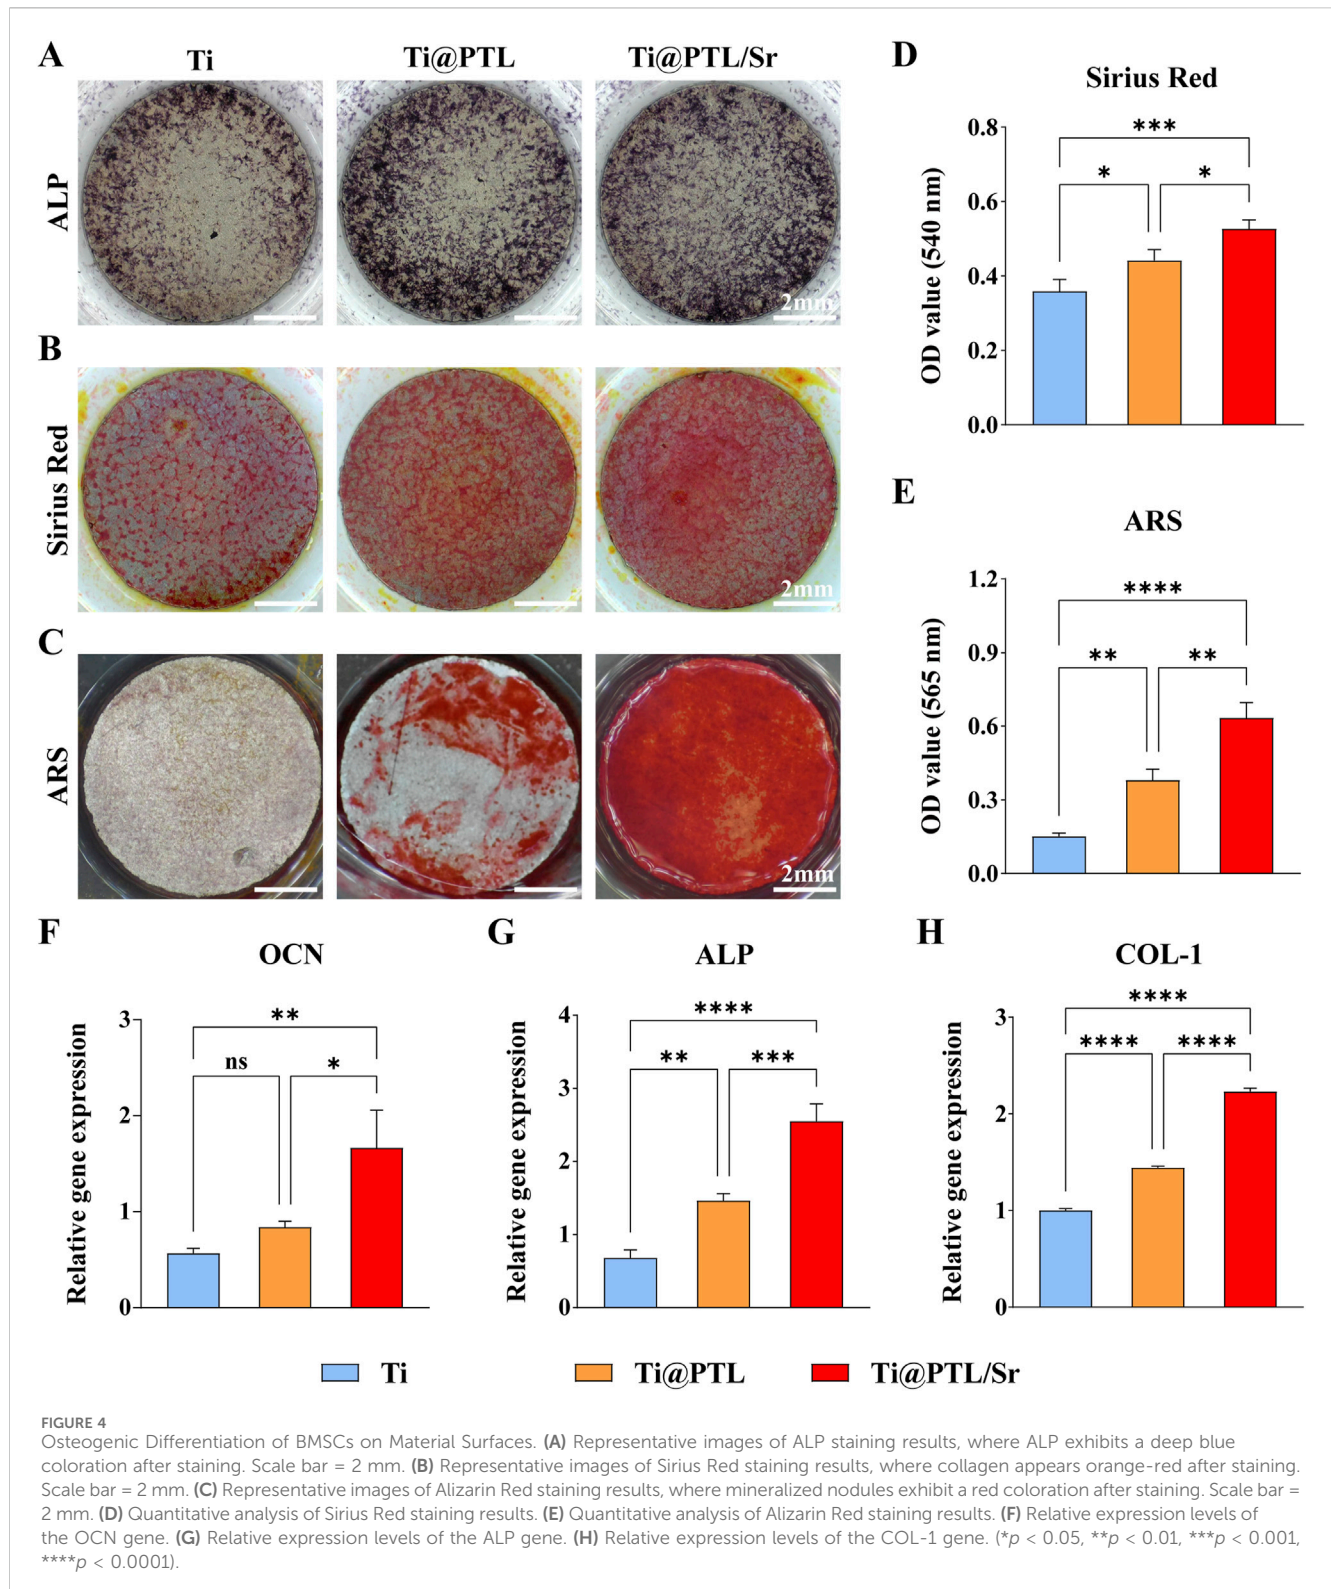 A
Ti
Ti@PTL
Ti@PTL/Sr
ALP
2mm
B
Sirius Red
2mm
C
ARS
2mm
D
Sirius Red
OD value (540 nm)
0.8
0.6
0.4
0.2
0.0
***
*
*
E
ARS
OD value (565 nm)
1.2
0.9
0.6
0.3
0.0
****
**
**
F
OCN
Relative gene expression
3
2
1
0
**
ns
*
G
ALP
Relative gene expression
4
3
2
1
0
****
**
***
H
COL-1
Relative gene expression
3
2
1
0
****
****
****
Ti
Ti@PTL
Ti@PTL/Sr
FIGURE 4
Osteogenic Differentiation of BMSCs on Material Surfaces. (A) Representative images of ALP staining results, where ALP exhibits a deep blue
coloration after staining. Scale bar = 2 mm. (B) Representative images of Sirius Red staining results, where collagen appears orange-red after staining.
Scale bar = 2 mm. (C) Representative images of Alizarin Red staining results, where mineralized nodules exhibit a red coloration after staining. Scale bar =
2 mm. (D) Quantitative analysis of Sirius Red staining results. (E) Quantitative analysis of Alizarin Red staining results. (F) Relative expression levels of
the OCN gene. (G) Relative expression levels of the ALP gene. (H) Relative expression levels of the COL-1 gene. (*p < 0.05, **p < 0.01, ***p < 0.001,
****p < 0.0001).